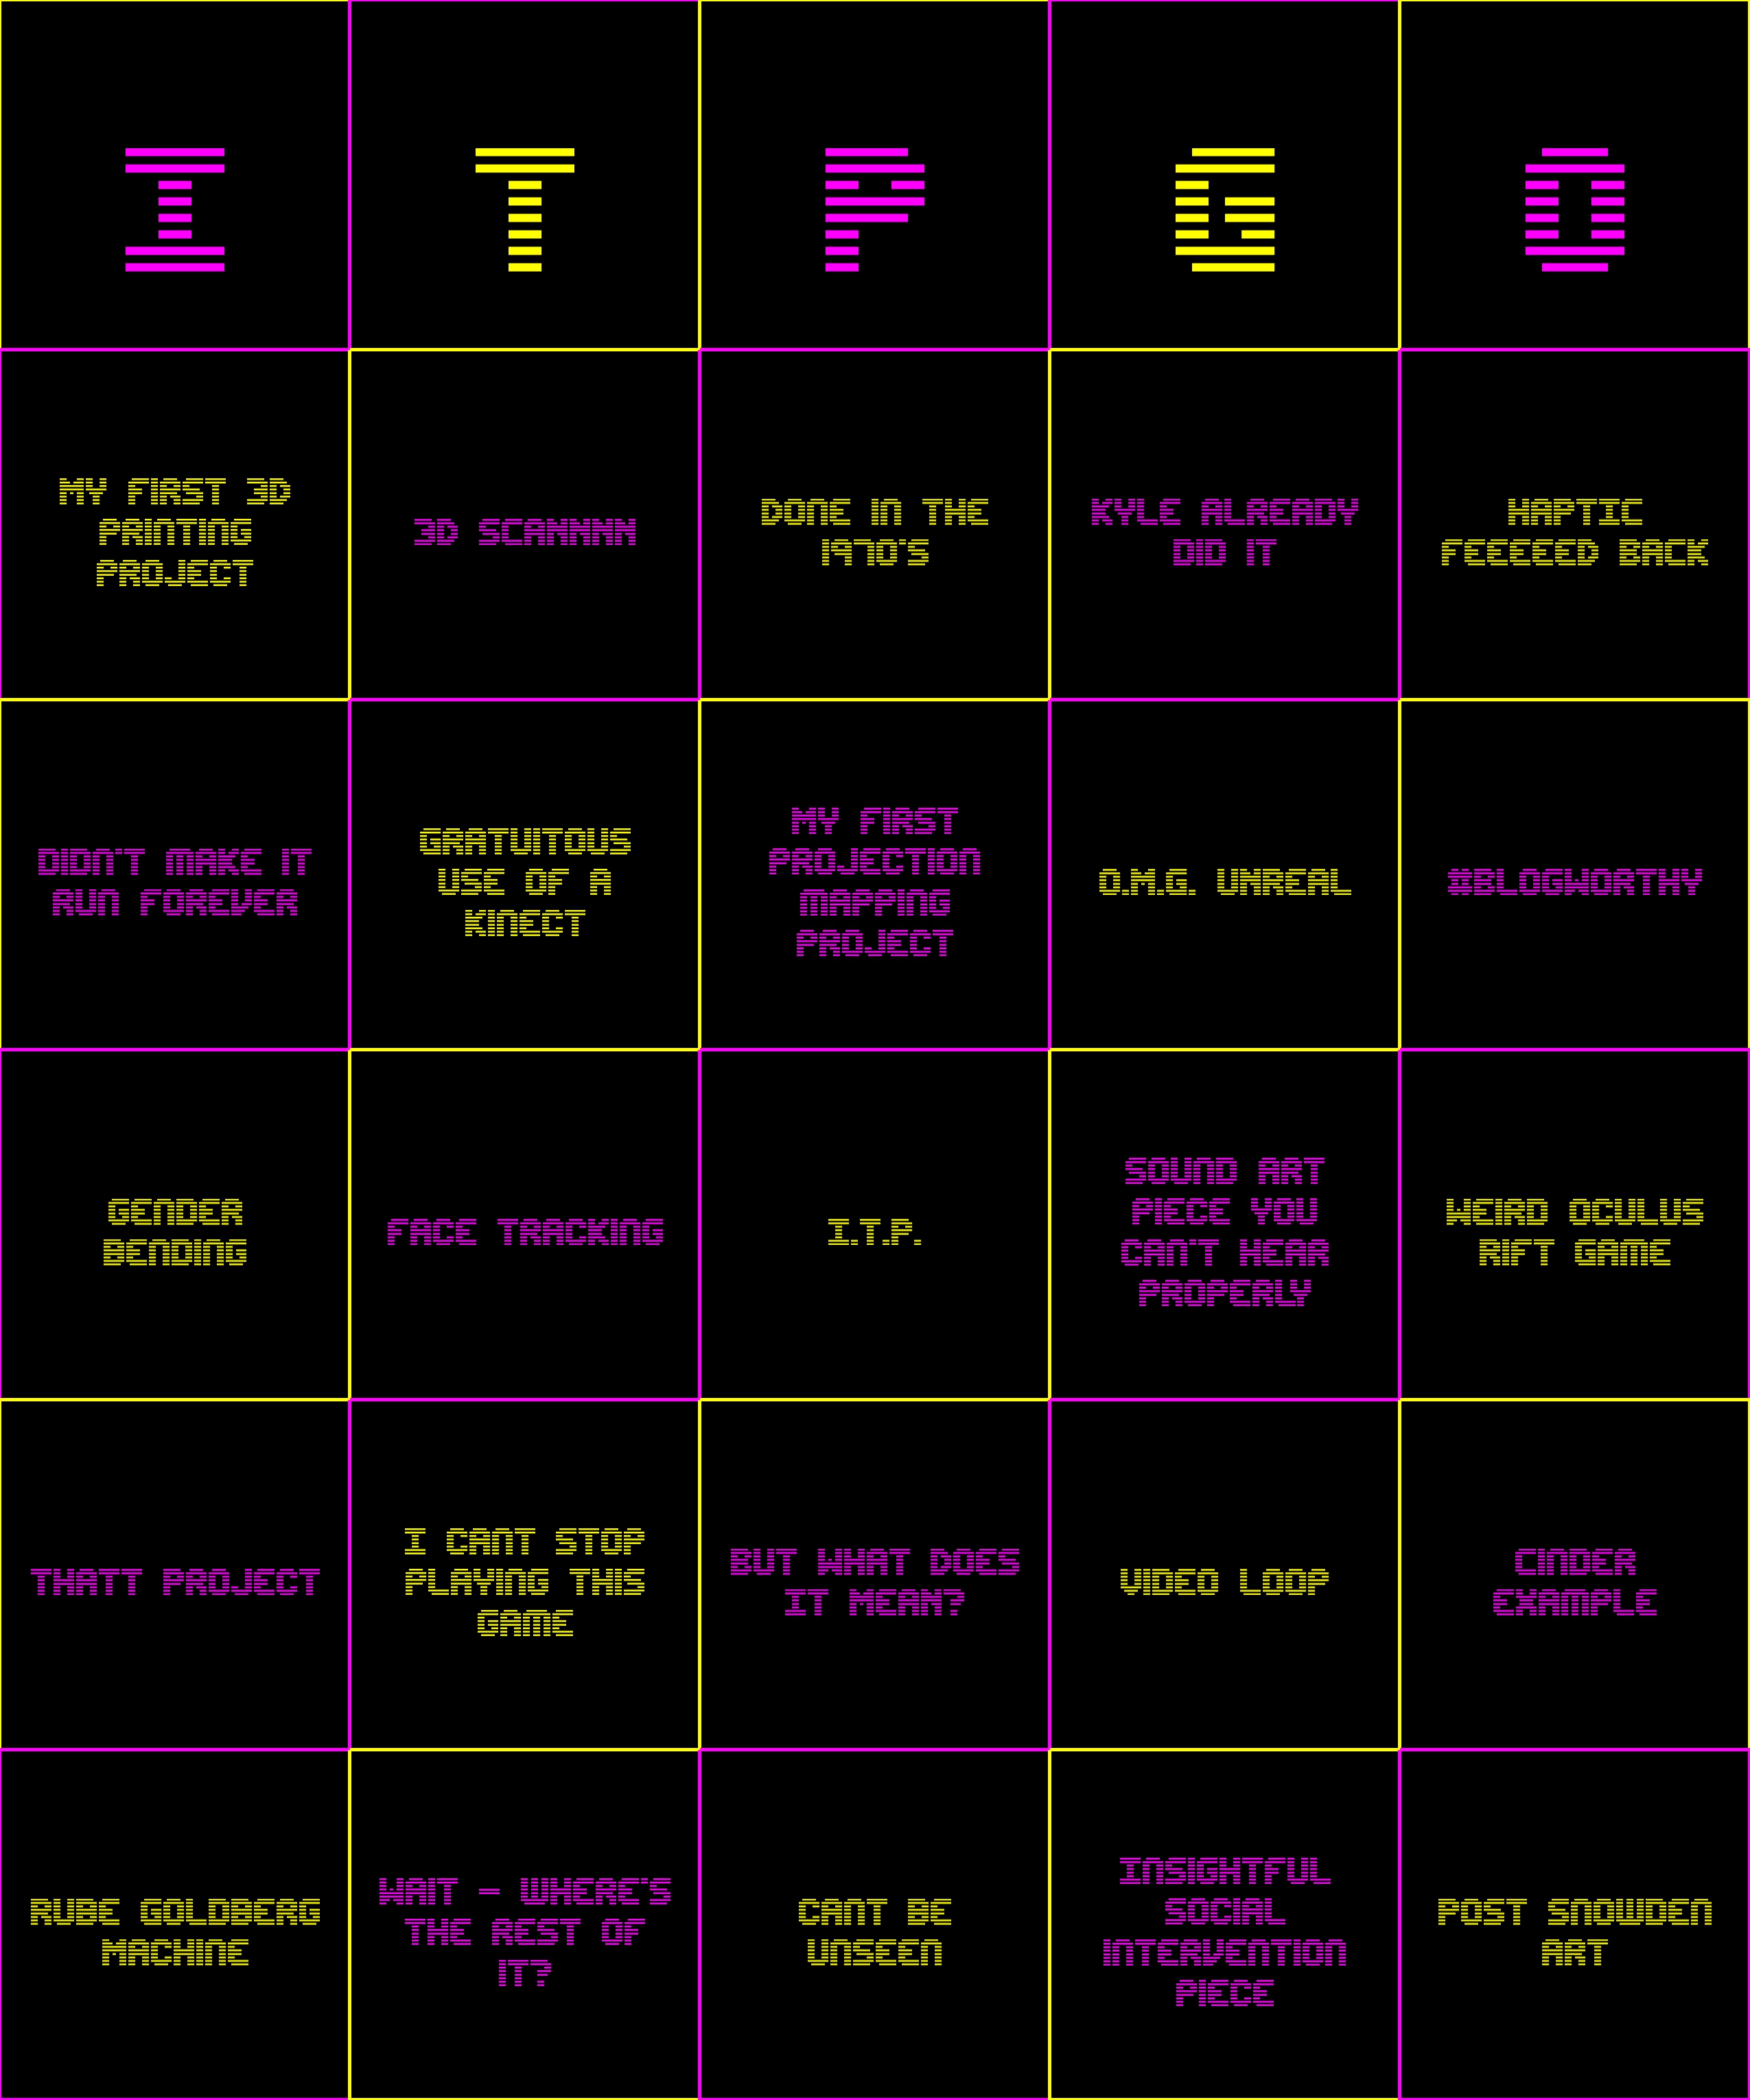 I T P G O
MY FIRST 3D
PRINTING
PROJECT
3D SCANNNN
DONE IN THE
1970'S
KYLE ALREADY
DID IT
HAPTIC
FEEEEED BACK
DIDN'T MAKE IT
RUN FOREVER
GRATUITOUS
USE OF A
KINECT
MY FIRST
PROJECTION
MAPPING
PROJECT
O.M.G. UNREAL
#BLOGWORTHY
GENDER
BENDING
FACE TRACKING
I.T.P.
SOUND ART
PIECE YOU
CAN'T HEAR
PROPERLY
WEIRD OCULUS
RIFT GAME
THATT PROJECT
I CANT STOP
PLAYING THIS
GAME
BUT WHAT DOES
IT MEAN?
VIDEO LOOP
CINDER
EXAMPLE
RUBE GOLDBERG
MACHINE
WAIT - WHERE'S
THE REST OF
IT?
CANT BE
UNSEEN
INSIGHTFUL
SOCIAL
INTERVENTION
PIECE
POST SNOWDEN
ART